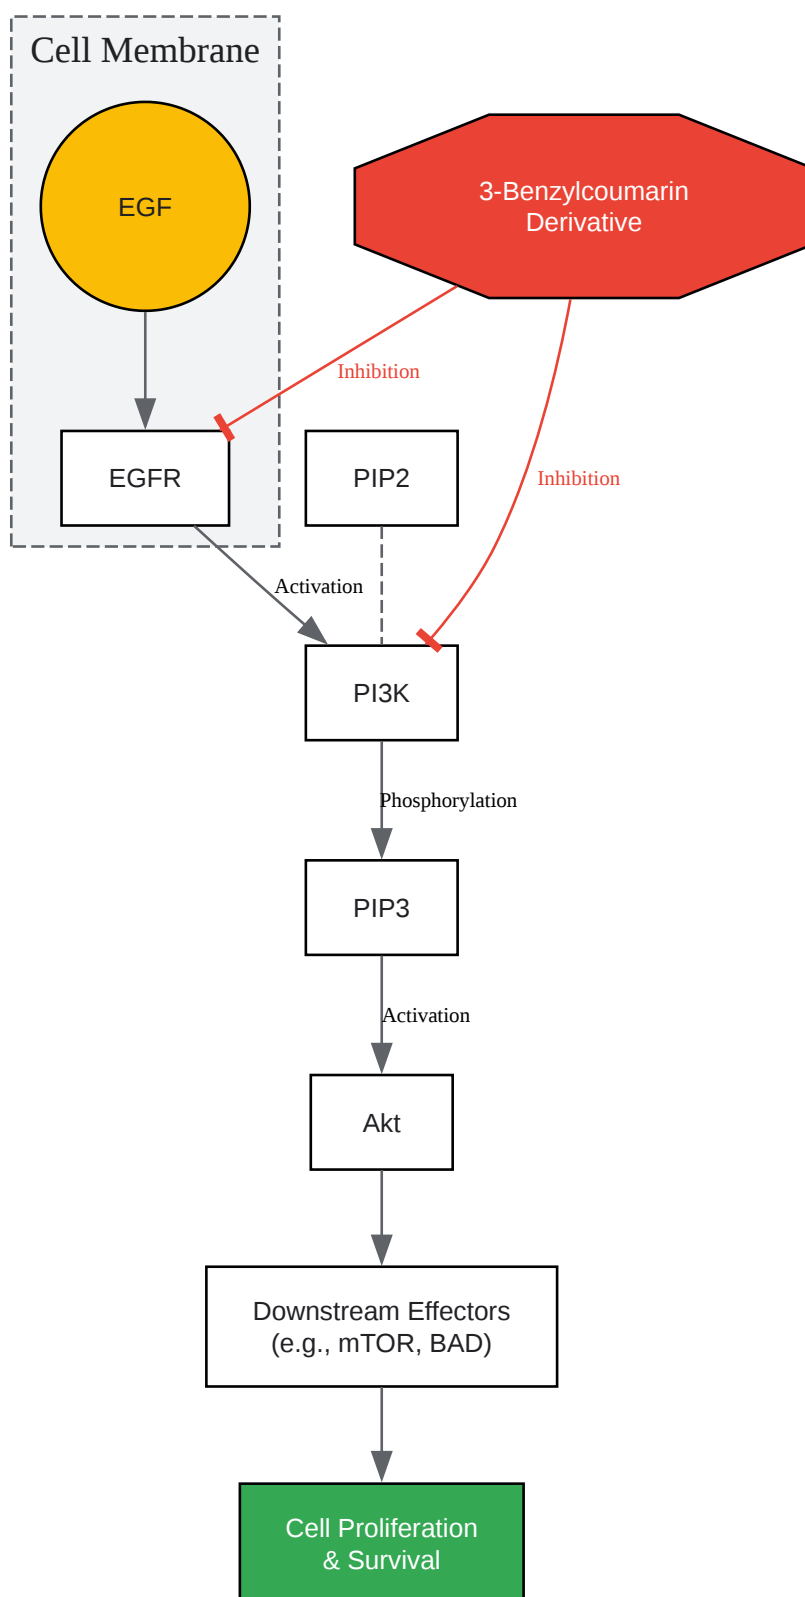 Cell Membrane
EGF
3-Benzylcoumarin
Derivative
Inhibition
EGFR
PIP2
Inhibition
Activation
PI3K
Phosphorylation
PIP3
Activation
Akt
Downstream Effectors
(e.g., mTOR, BAD)
Cell Proliferation
& Survival